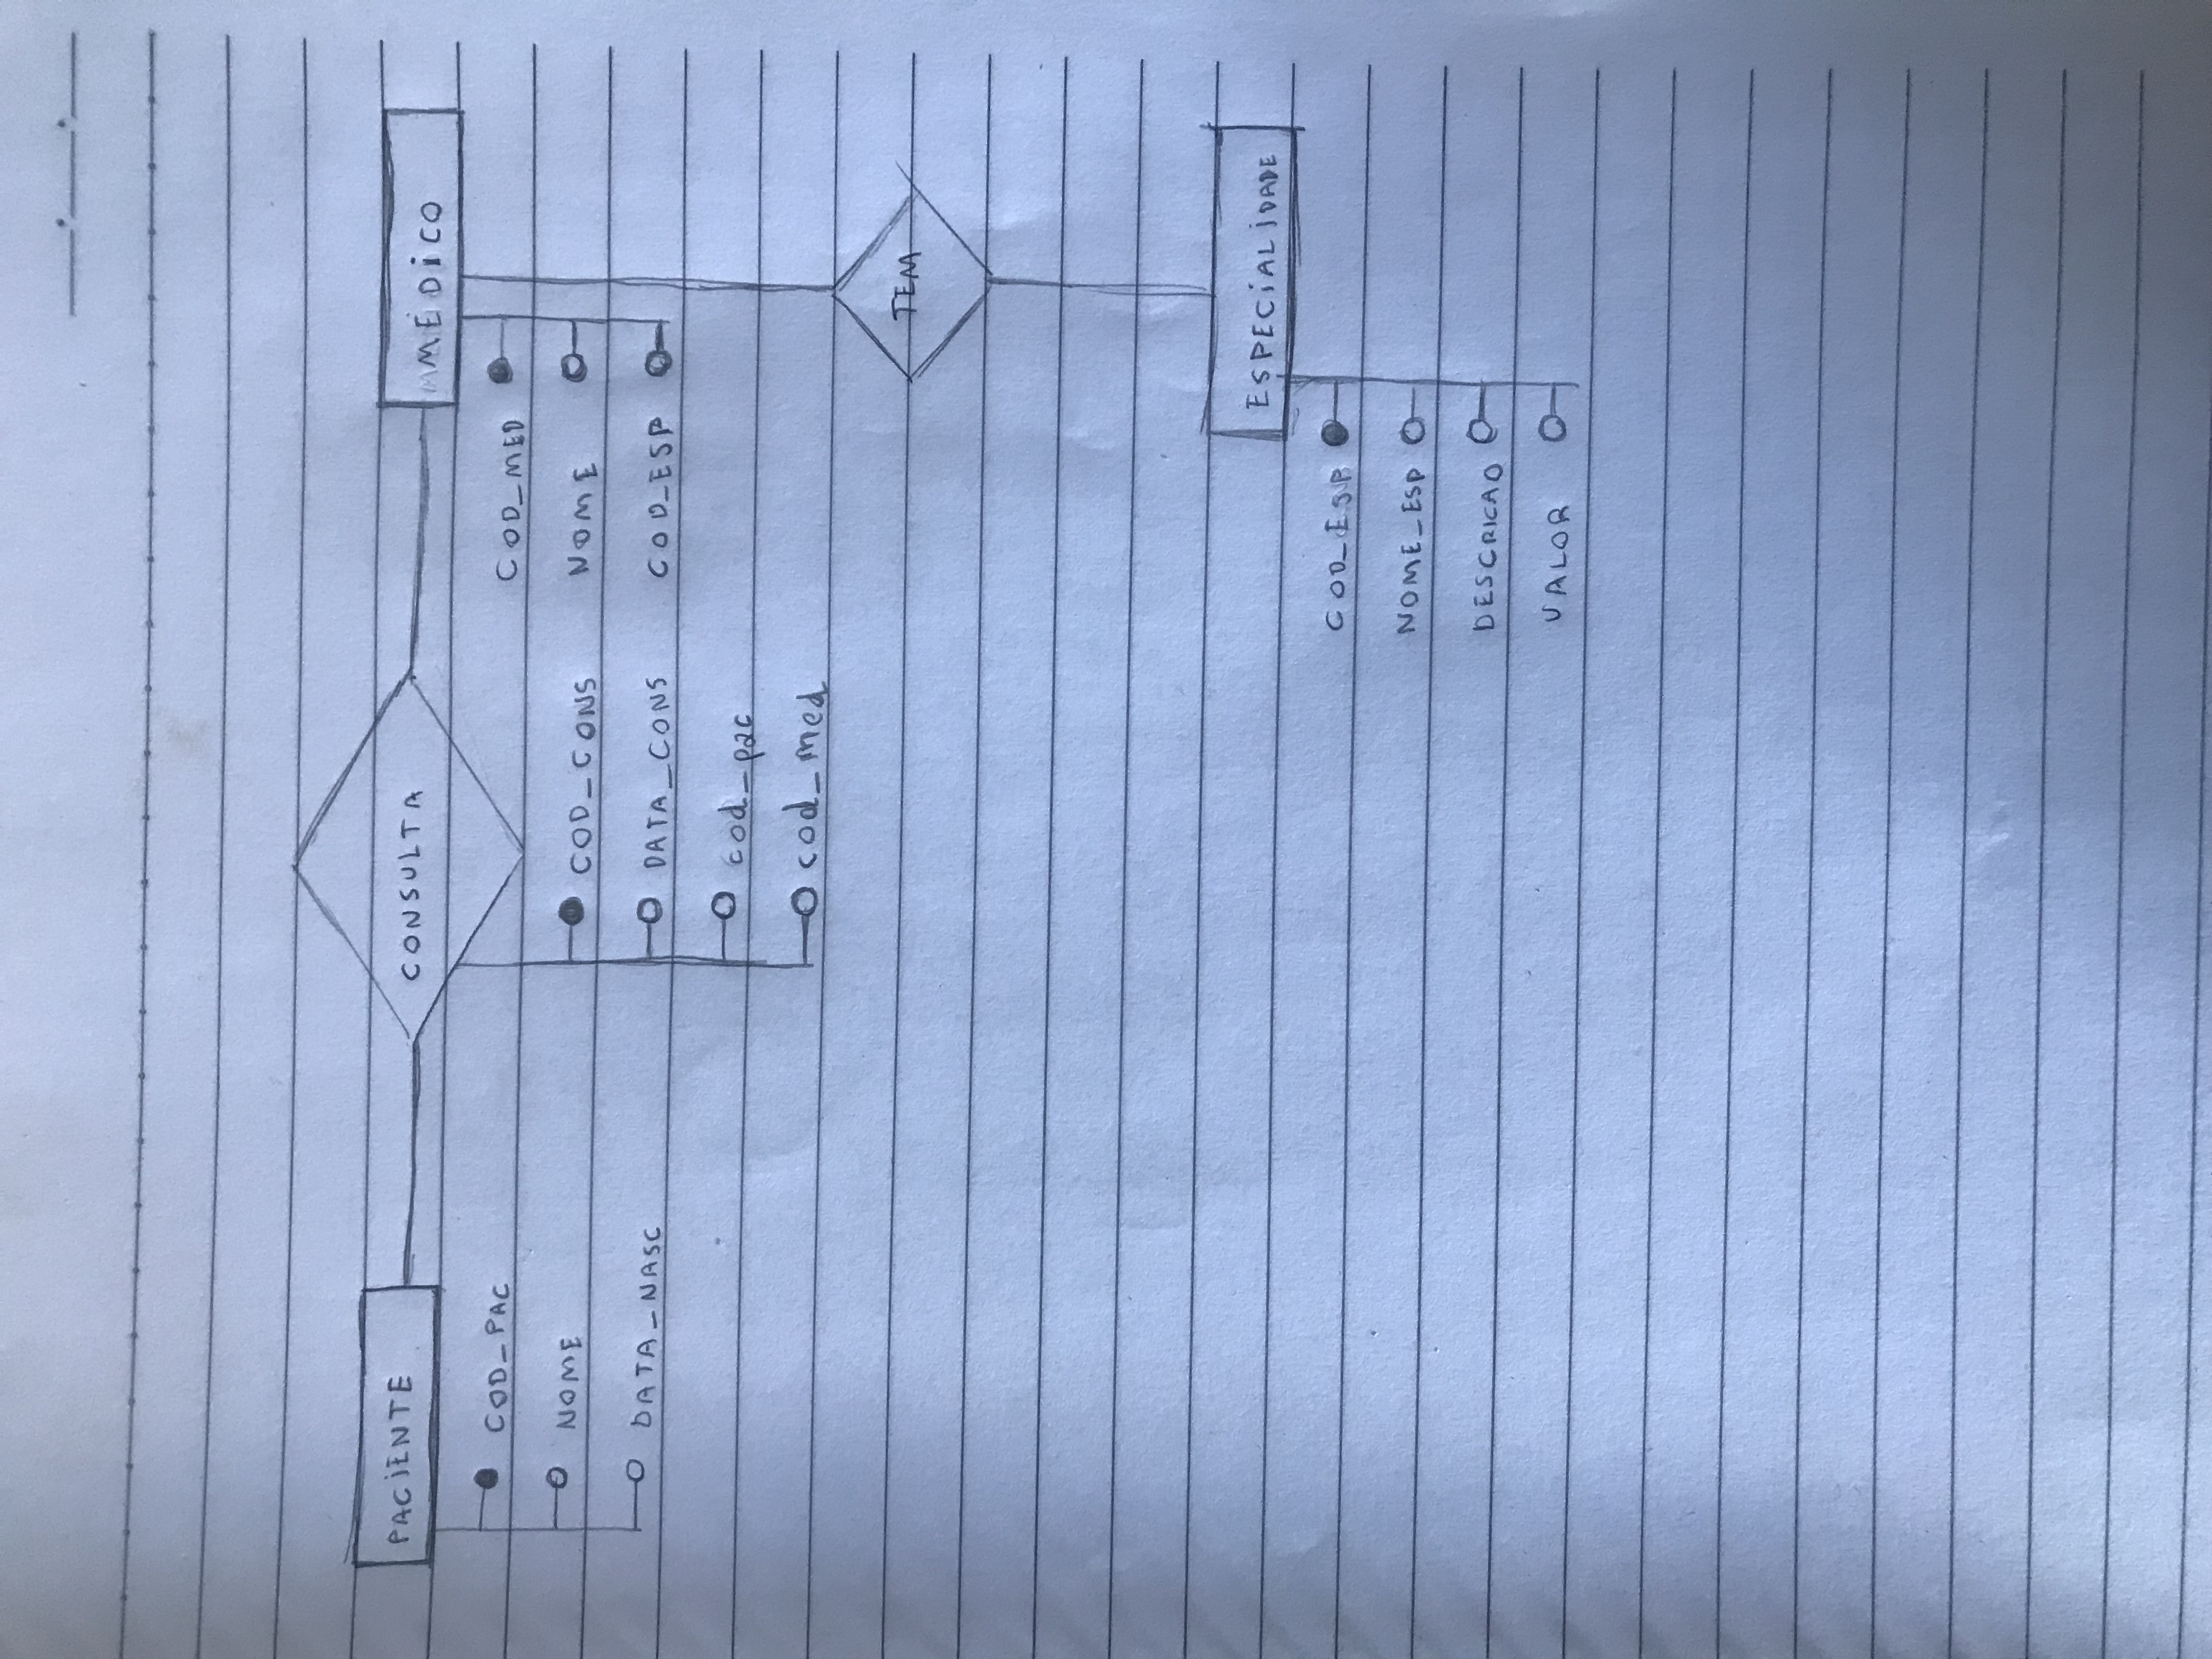 PACIENTE
COD_PAC
NOME
DATA_NASC
CONSULTA
COD_CONS
DATA_CONS
cod_pac
cod_med
MÉDICO
COD_MED
NOME
COD_ESP
TEM
ESPECIALIDADE
COD_ESP
NOME_ESP
DESCRICAO
VALOR